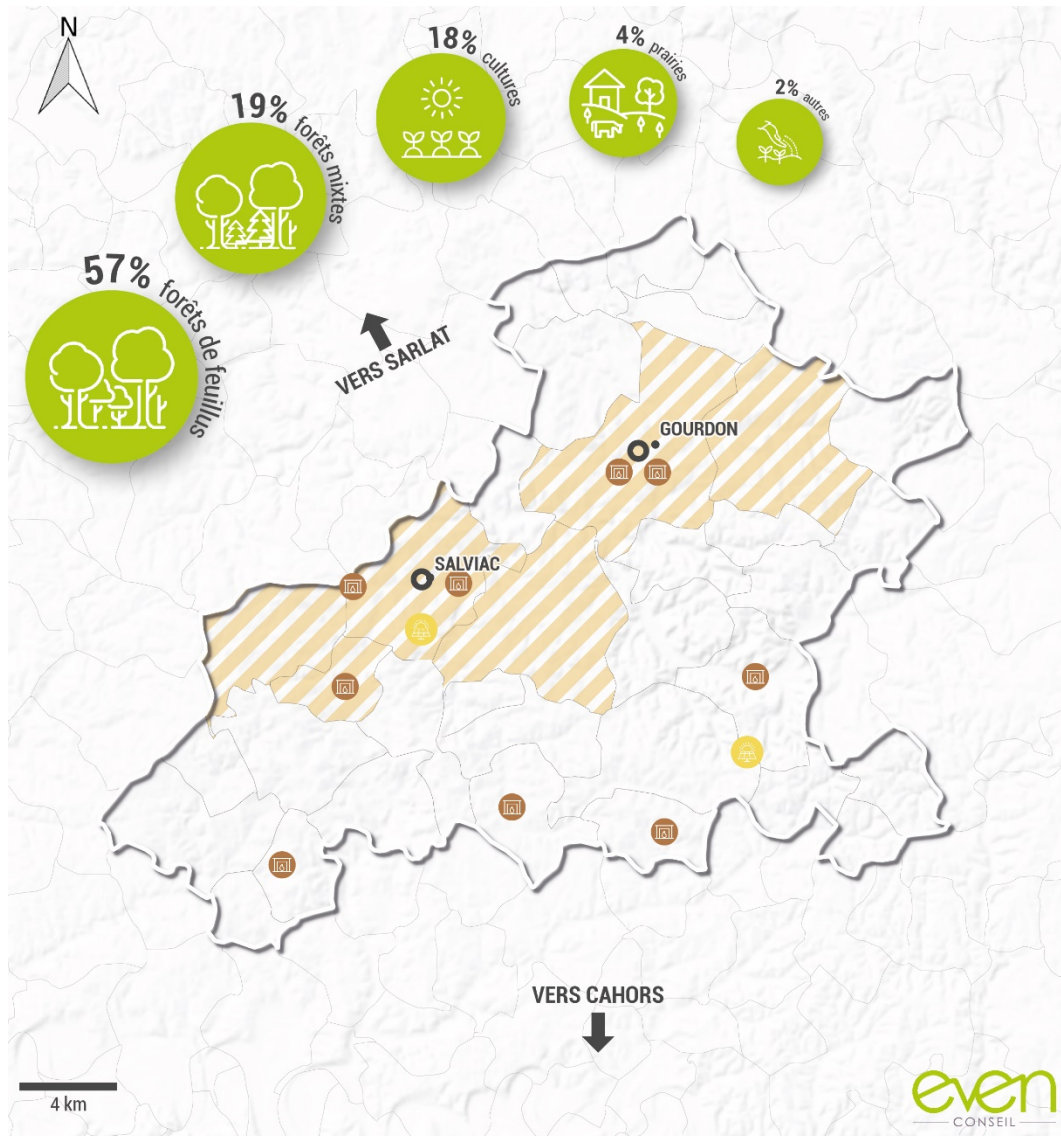 N
18% cultures
4% prairies
2% autres
19% forêts mixtes
57% forêts de feuillus
VERS SARLAT
GOURDON
SALVIAC
VERS CAHORS
4 km
even
CONSEIL